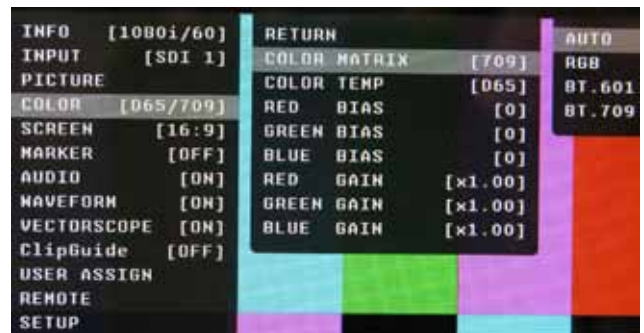 INFO [1080i/60]
INPUT [SDI 1]
PICTURE
COLOR [D65/709]
SCREEN [16:9]
MARKER [OFF]
AUDIO [ON]
WAVEFORM [ON]
VECTORSCOPE [ON]
ClipGuide [OFF]
USER ASSIGN
REMOTE
SETUP
RETURN
COLOR MATRIX [709]
COLOR TEMP [D65]
RED BIAS [0]
GREEN BIAS [0]
BLUE BIAS [0]
RED GAIN [x1.00]
GREEN GAIN [x1.00]
BLUE GAIN [x1.00]
AUTO
RGB
BT.601
BT.709